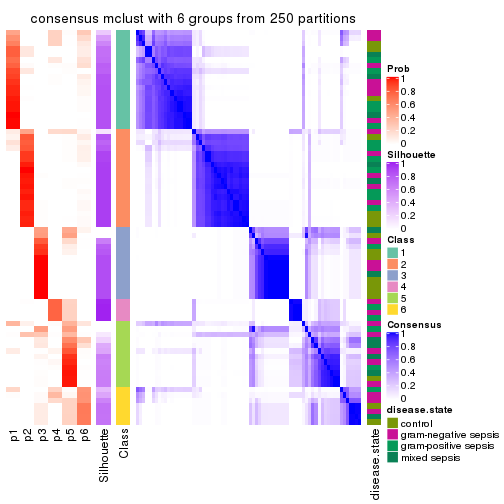 consensus mclust with 6 groups from 250 partitions
p1
p2
p3
p4
p5
p6
Silhouette
Class
disease.state
Prob
1
0.8
0.6
0.4
0.2
0
Silhouette
1
0.8
0.6
0.4
0.2
0
Class
1
2
3
4
5
6
Consensus
1
0.8
0.6
0.4
0.2
0
disease.state
control
gram-negative sepsis
gram-positive sepsis
mixed sepsis